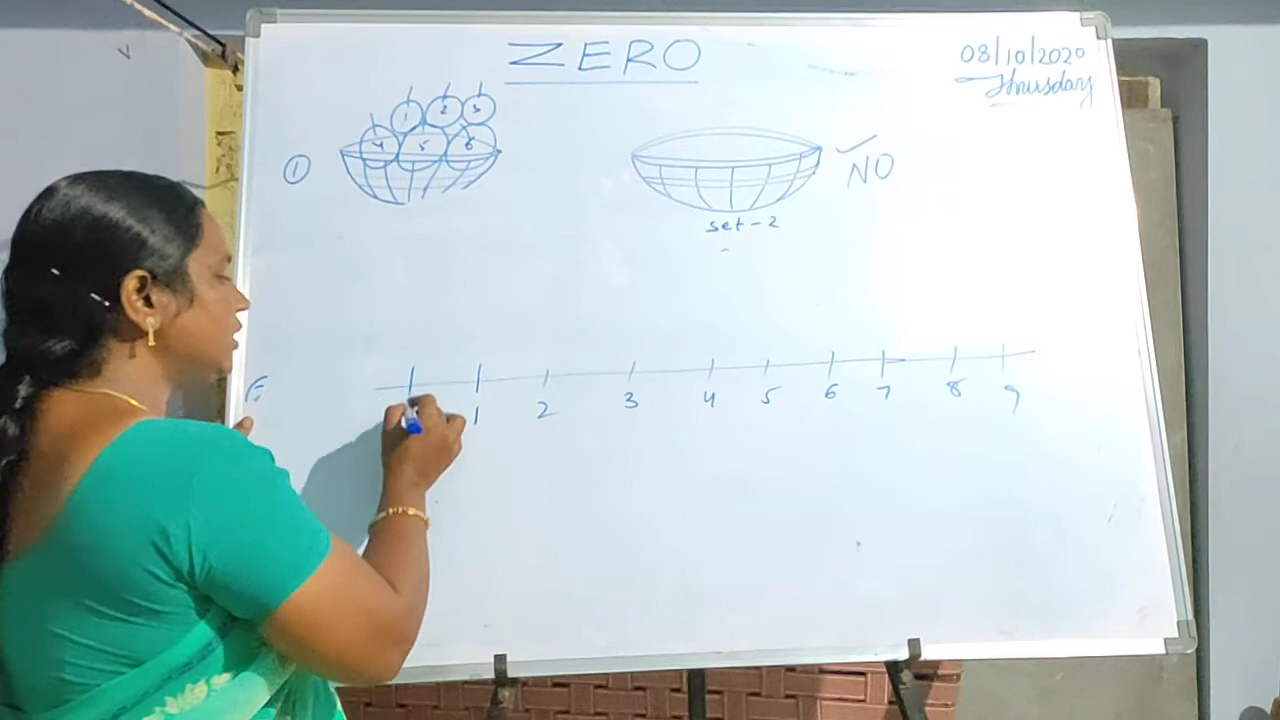 ZERO
08/10/2020
Thursday
1 2 3
4 5 6
①
NO
set-2
1 2 3 4 5 6 7 8 9